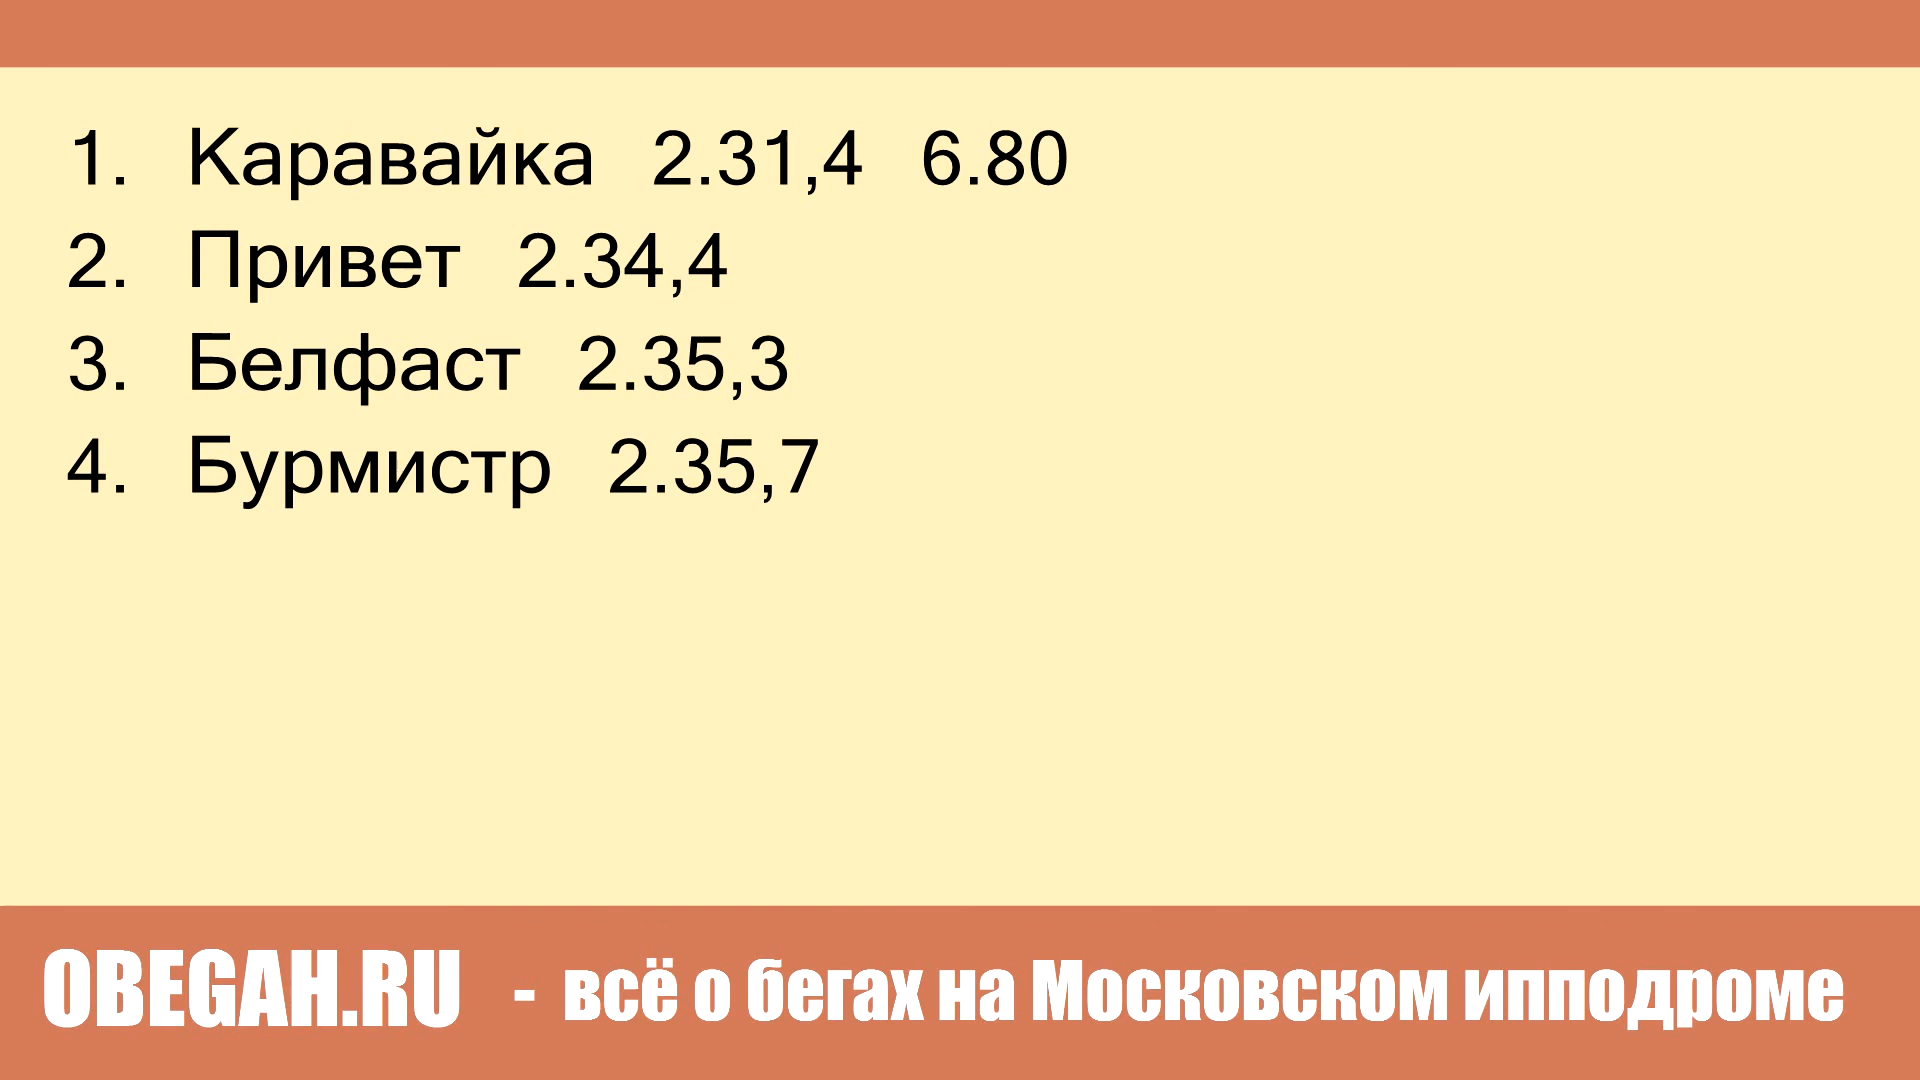 1. Каравайка 2.31,4 6.80
2. Привет 2.34,4
3. Белфаст 2.35,3
4. Бурмистр 2.35,7
OBEGAH.RU - всё о бегах на Московском ипподроме